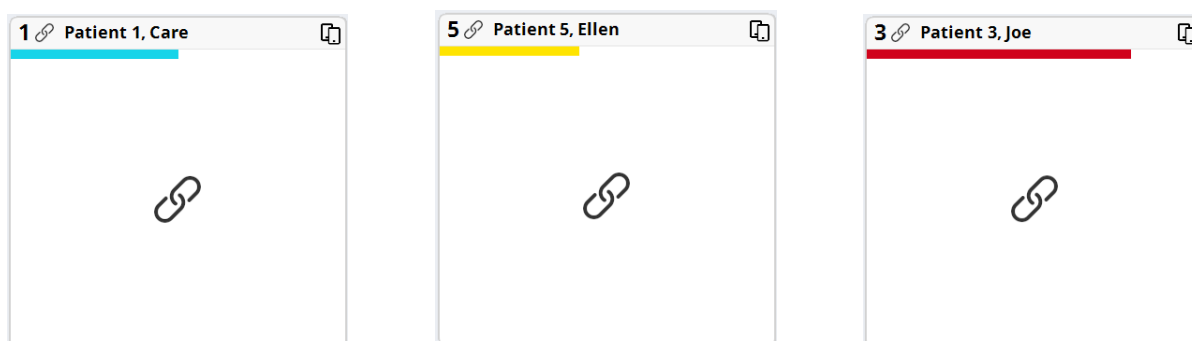 1 Patient 1, Care
5 Patient 5, Ellen
3 Patient 3, Joe